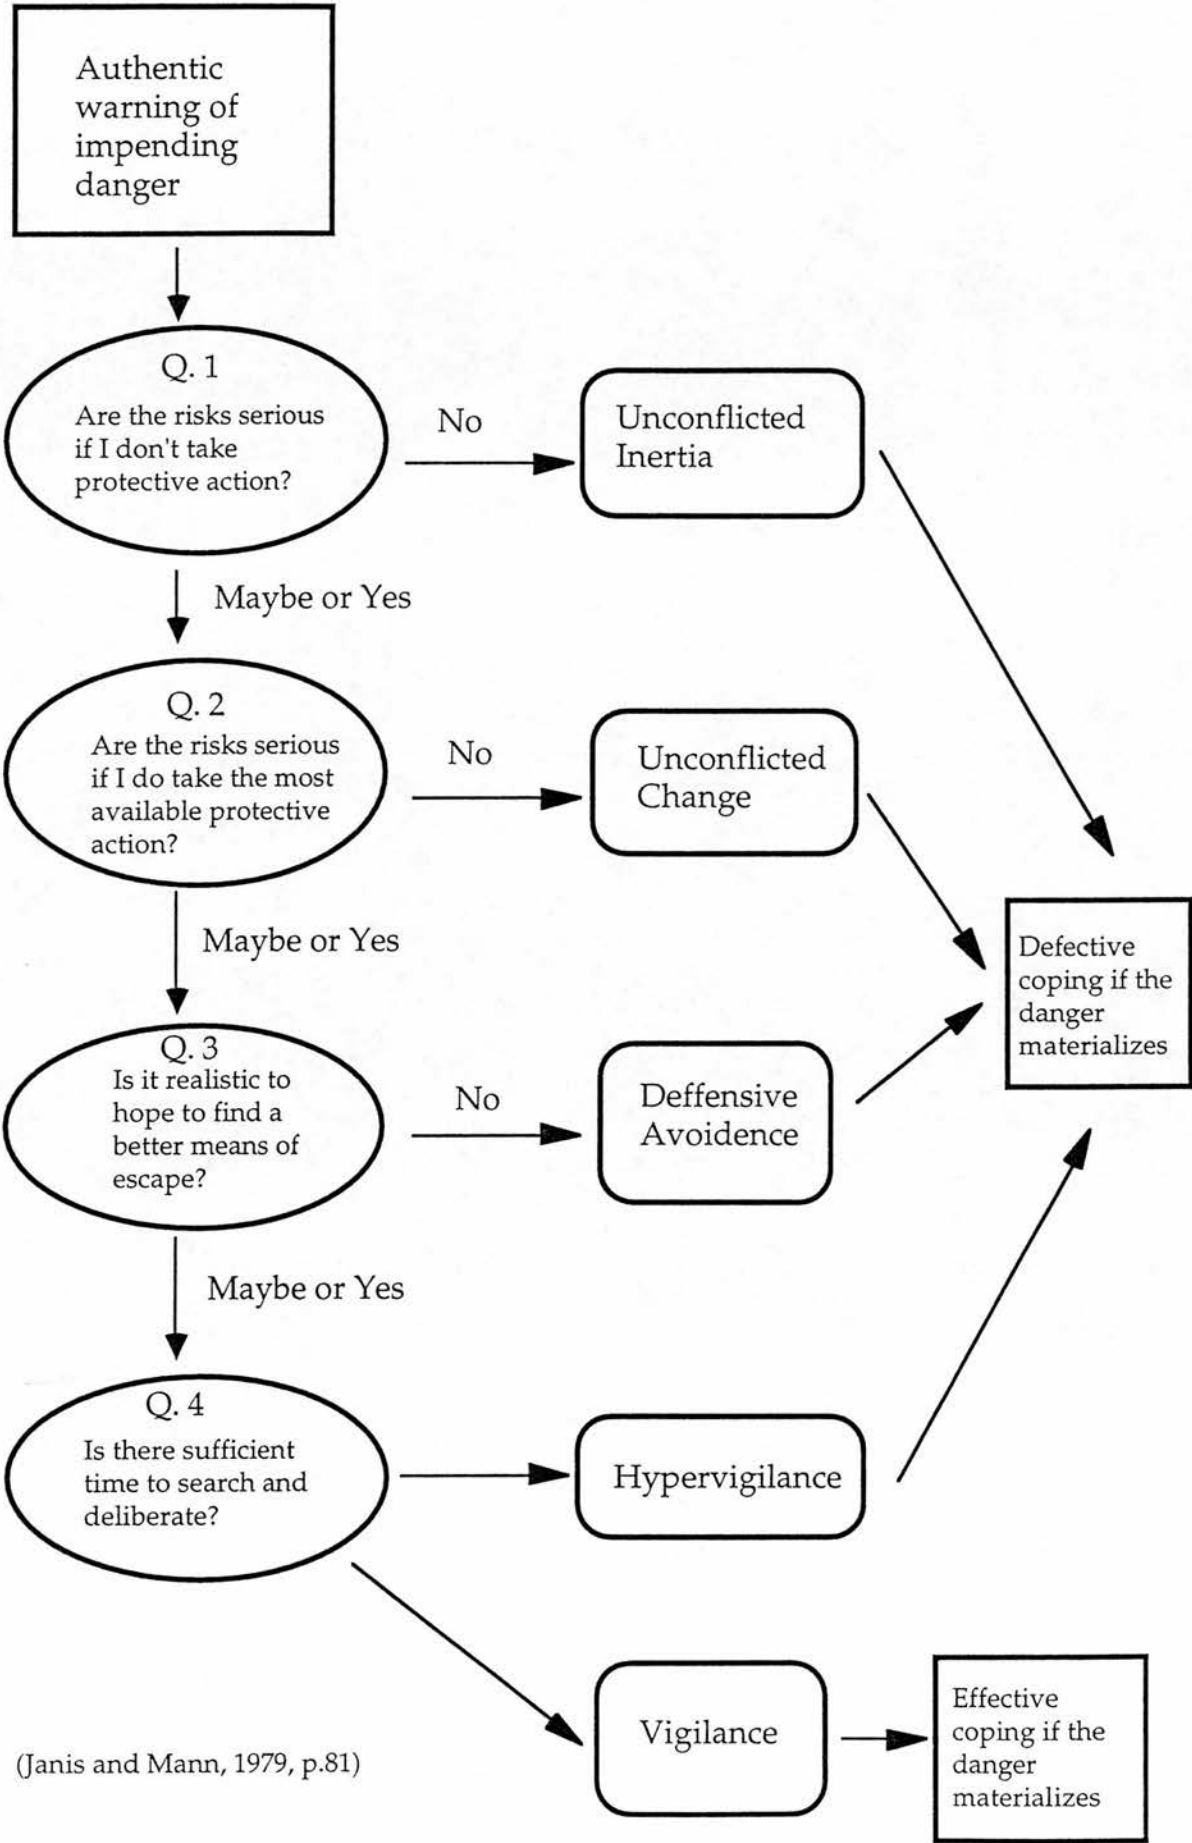 Authentic
warning of
impending
danger
Q. 1
Are the risks serious
if I don't take
protective action?
No
Unconflicted
Inertia
Maybe or Yes
Q. 2
Are the risks serious
if I do take the most
available protective
action?
No
Unconflicted
Change
Maybe or Yes
Defective
coping if the
danger
materializes
Q. 3
Is it realistic to
hope to find a
better means of
escape?
No
Deffensive
Avoidence
Maybe or Yes
Q. 4
Is there sufficient
time to search and
deliberate?
Hypervigilance
Vigilance
Effective
coping if the
danger
materializes
(Janis and Mann, 1979, p.81)